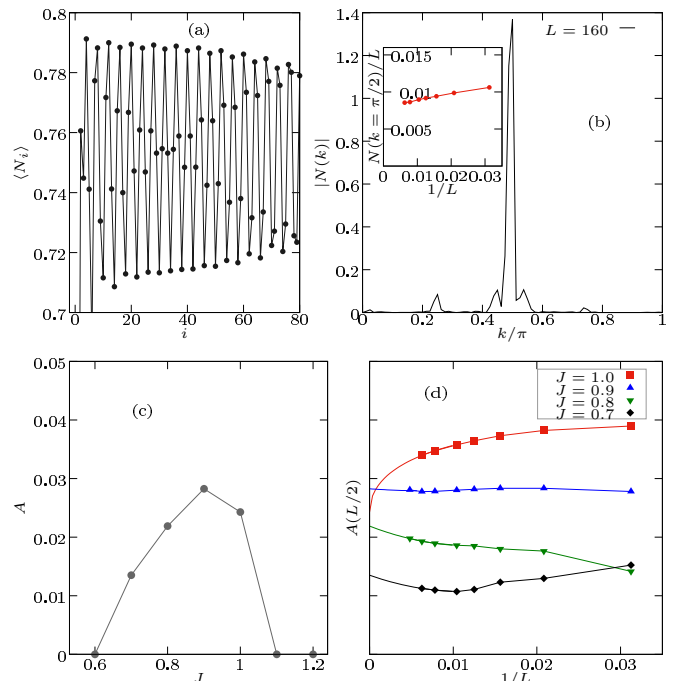 (a)
0.8
0.78
0.76
0.74
0.72
0.7
⟨N_i⟩
0
20
40
60
80
i
(b)
L = 160
1.4
1.2
1
0.8
0.6
0.4
0.2
0
|N(k)|
0
0.2
0.4
0.6
0.8
1
k/π
0.015
0.01
0.005
N(k = π/2)/L
0
0.01
0.02
0.03
1/L
(c)
0.05
0.04
0.03
0.02
0.01
0
A
0.6
0.8
1
1.2
J
(d)
J = 1.0
J = 0.9
J = 0.8
J = 0.7
A(L/2)
0
0.01
0.02
0.03
1/L